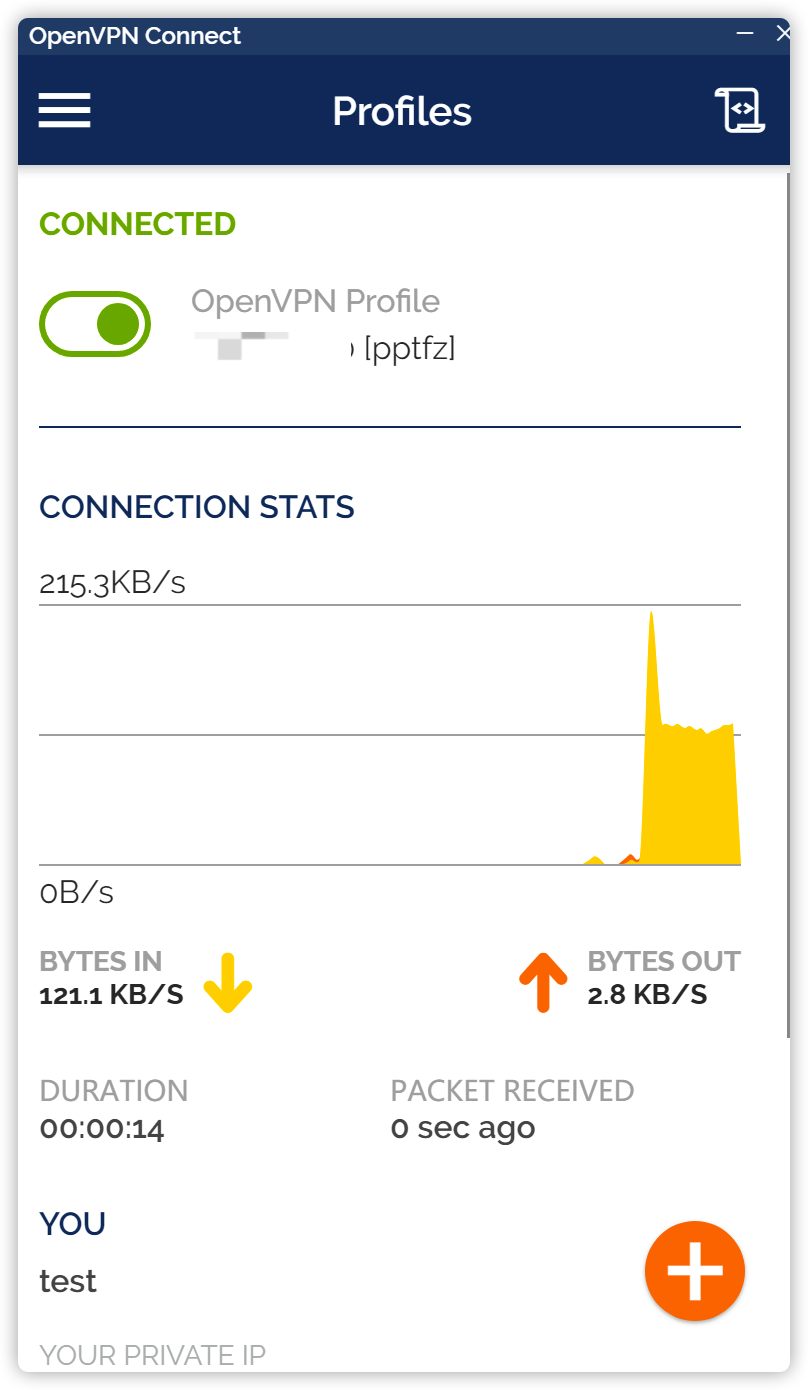 OpenVPN Connect
Profiles
CONNECTED
OpenVPN Profile
[pptfz]
CONNECTION STATS
215.3KB/s
0B/s
BYTES IN
121.1 KB/S
BYTES OUT
2.8 KB/S
DURATION
00:00:14
PACKET RECEIVED
0 sec ago
YOU
test
YOUR PRIVATE IP